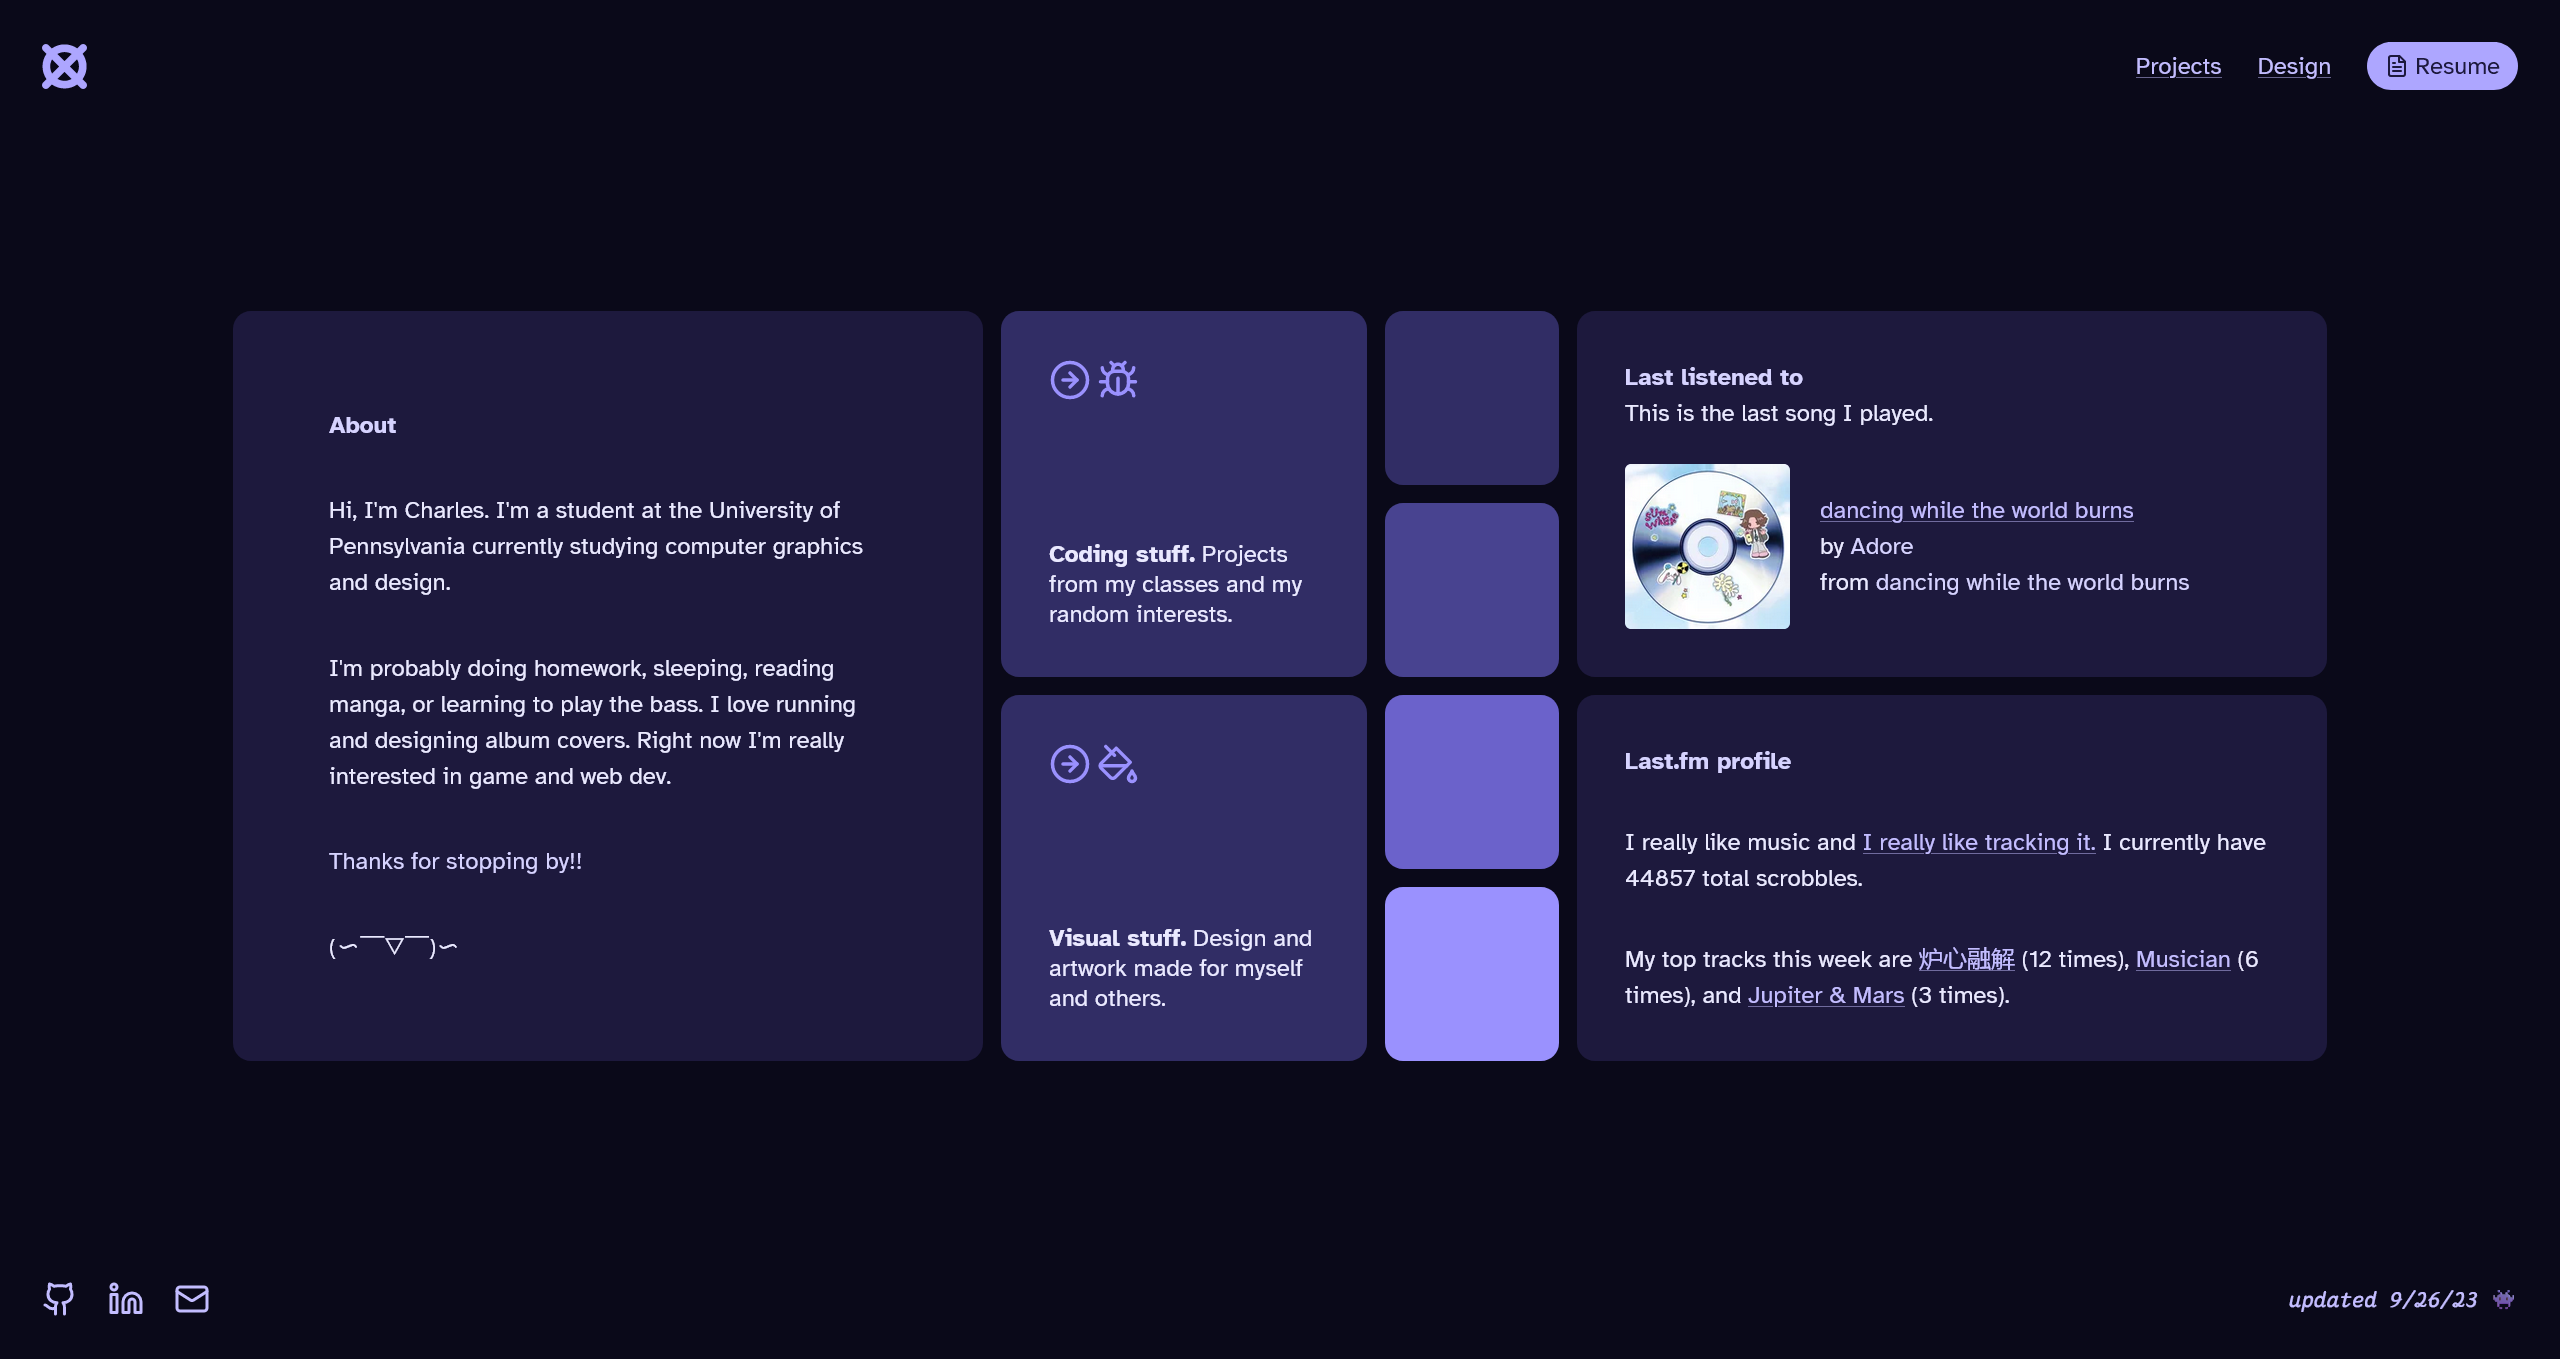 Projects
Design
Resume
About
Hi, I'm Charles. I'm a student at the University of
Pennsylvania currently studying computer graphics
and design.
I'm probably doing homework, sleeping, reading
manga, or learning to play the bass. I love running
and designing album covers. Right now I'm really
interested in game and web dev.
Thanks for stopping by!!
(∽￣▽￣)∽
Coding stuff. Projects
from my classes and my
random interests.
Visual stuff. Design and
artwork made for myself
and others.
Last listened to
This is the last song I played.
dancing while the world burns
by Adore
from dancing while the world burns
Last.fm profile
I really like music and I really like tracking it. I currently have
44857 total scrobbles.
My top tracks this week are 炉心融解 (12 times), Musician (6
times), and Jupiter & Mars (3 times).
updated 9/26/23 👾